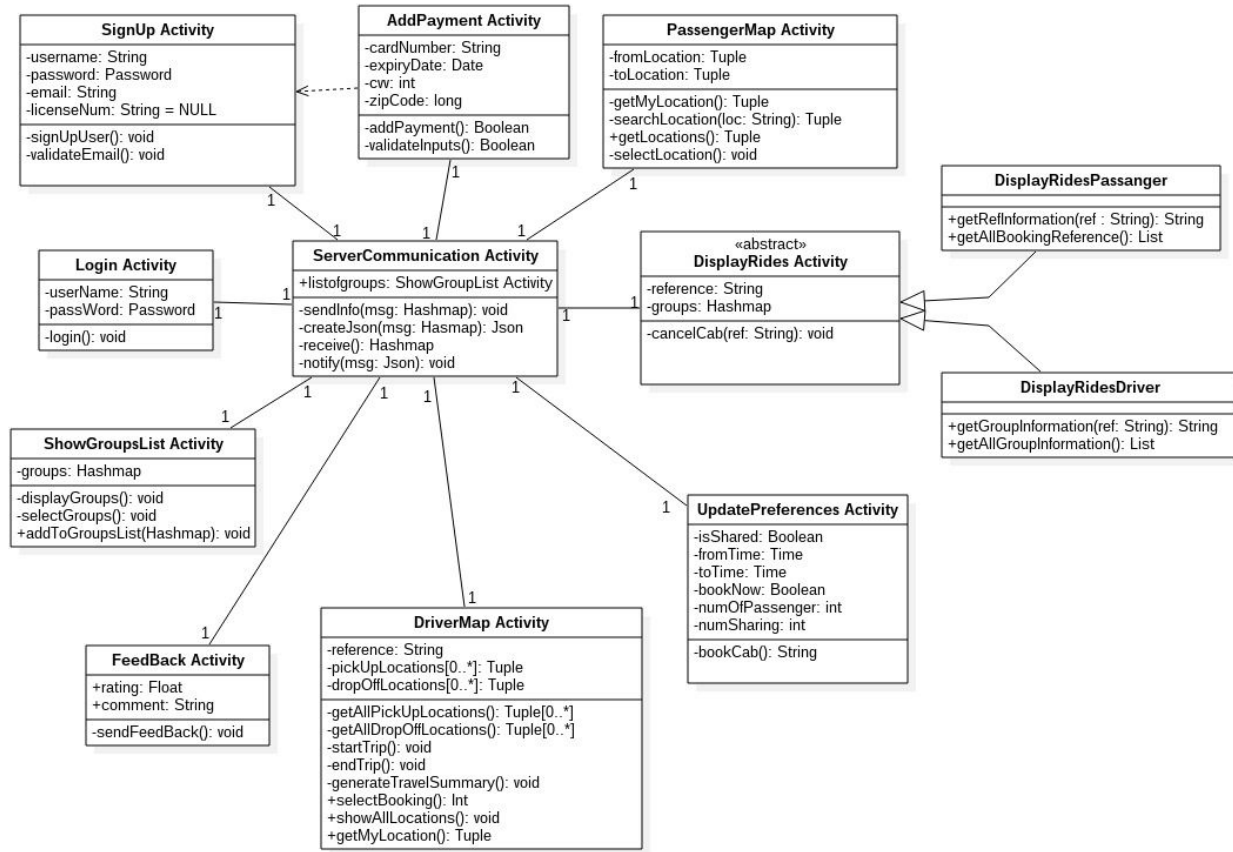 SignUp Activity
-username: String
-password: Password
-email: String
-licenseNum: String = NULL
-signUpUser(): void
-validateEmail(): void
AddPayment Activity
-cardNumber: String
-expiryDate: Date
-cw: int
-zipCode: long
-addPayment(): Boolean
-validateInputs(): Boolean
PassengerMap Activity
-fromLocation: Tuple
-toLocation: Tuple
-getMyLocation(): Tuple
-searchLocation(loc: String): Tuple
+getLocations(): Tuple
-selectLocation(): void
DisplayRidesPassanger
+getRefInformation(ref : String): String
+getAllBookingReference(): List
1
1
1
1
1
1
Login Activity
-userName: String
-passWord: Password
-login(): void
1
1
ServerCommunication Activity
+listofgroups: ShowGroupList Activity
-sendInfo(msg: Hashmap): void
-createJson(msg: Hasmap): Json
-receive(): Hashmap
-notify(msg: Json): void
1
1
«abstract»
DisplayRides Activity
-reference: String
-groups: Hashmap
-cancelCab(ref: String): void
DisplayRidesDriver
+getGroupInformation(ref: String): String
+getAllGroupInformation(): List
1
1
1
1
1
1
1
1
ShowGroupsList Activity
-groups: Hashmap
-displayGroups(): void
-selectGroups(): void
+addToGroupsList(Hashmap): void
UpdatePreferences Activity
-isShared: Boolean
-fromTime: Time
-toTime: Time
-bookNow: Boolean
-numOfPassenger: int
-numSharing: int
-bookCab(): String
FeedBack Activity
+rating: Float
+comment: String
-sendFeedBack(): void
DriverMap Activity
-reference: String
-pickUpLocations[0..*]: Tuple
-dropOffLocations[0..*]: Tuple
-getAllPickUpLocations(): Tuple[0..*]
-getAllDropOffLocations(): Tuple[0..*]
-startTrip(): void
-endTrip(): void
-generateTravelSummary(): void
+selectBooking(): Int
+showAllLocations(): void
+getMyLocation(): Tuple